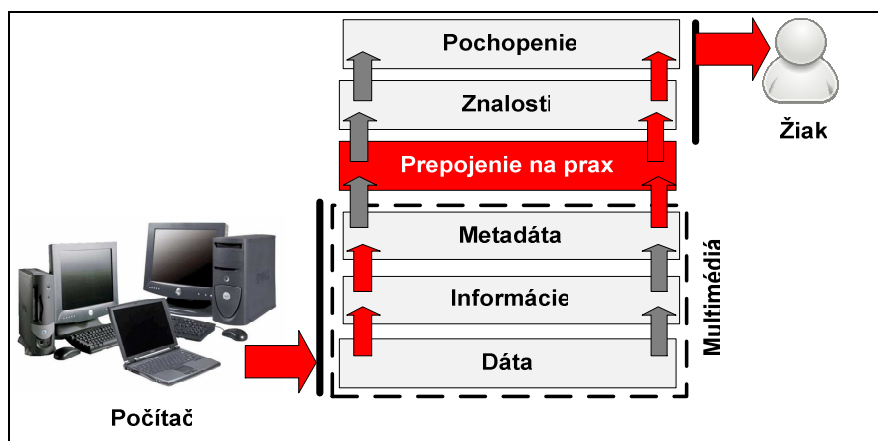 Pochopenie
Znalosti
Žiak
Prepojenie na prax
Metadáta
Informácie
Multimédiá
Dáta
Počítač